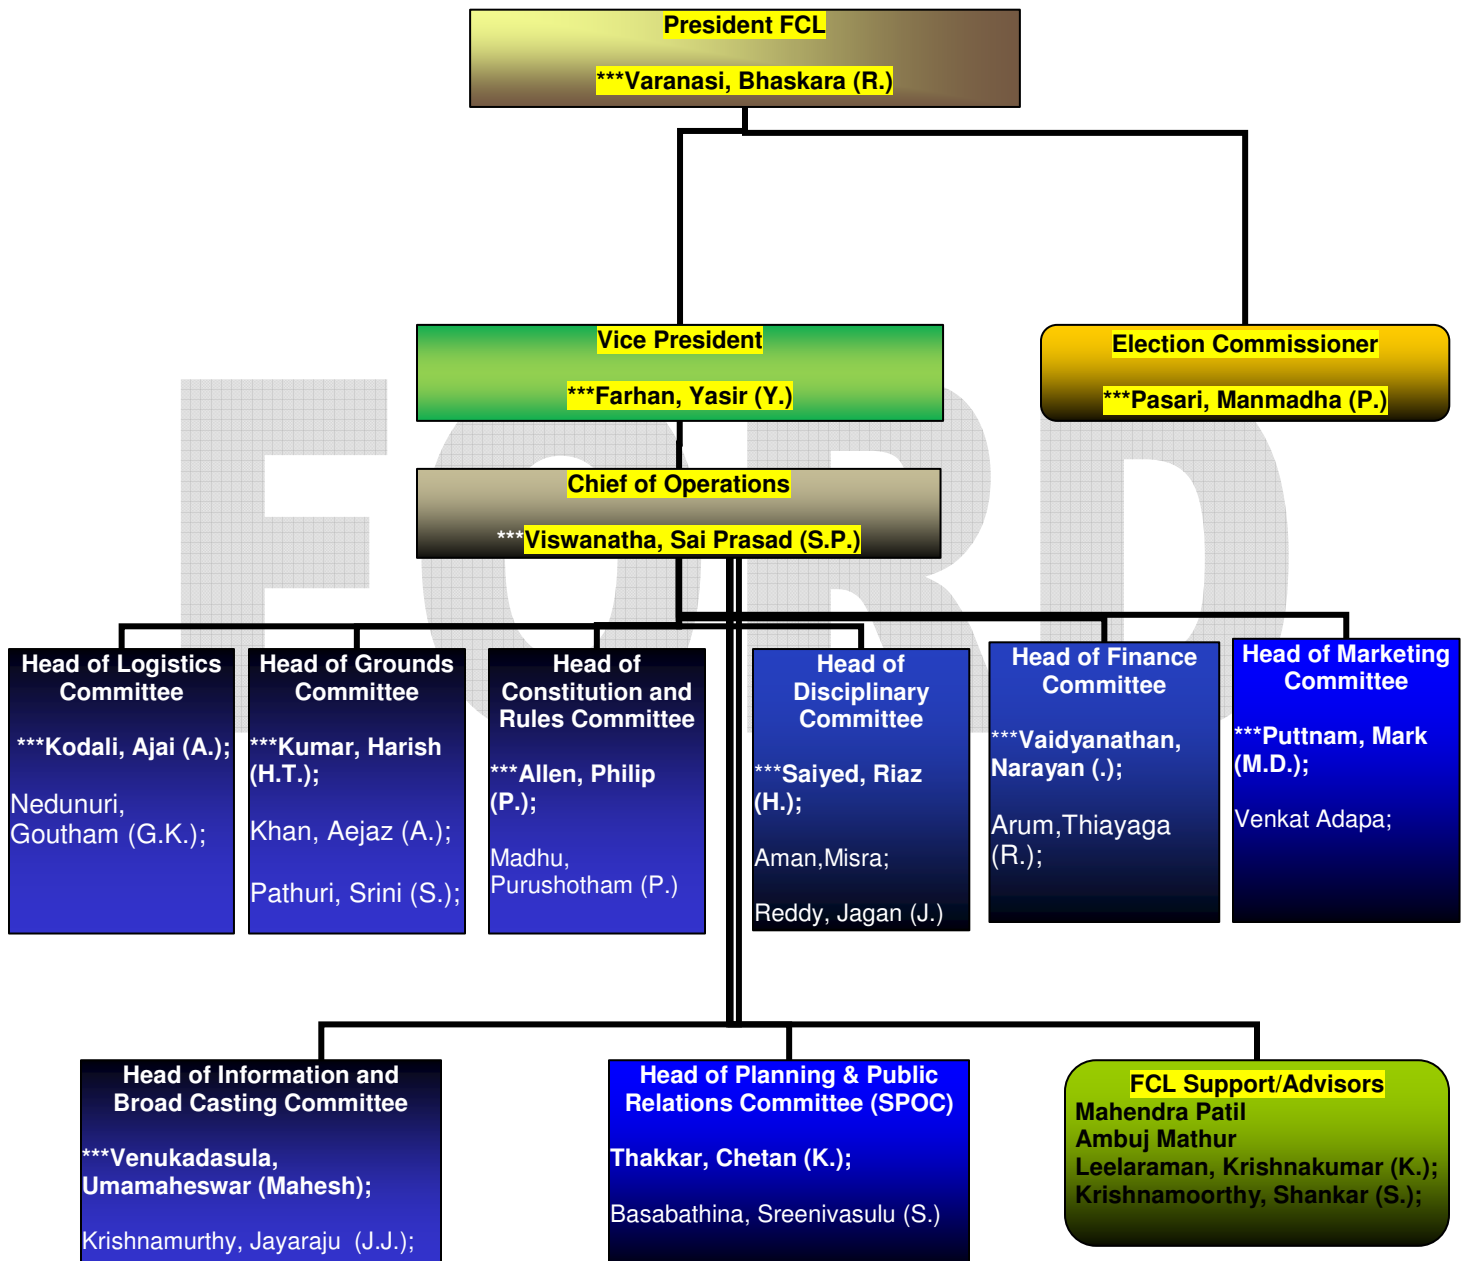 President FCL
***Varanasi, Bhaskara (R.)
Vice President
***Farhan, Yasir (Y.)
Election Commissioner
***Pasari, Manmadha (P.)
Chief of Operations
***Viswanatha, Sai Prasad (S.P.)
FORD
Head of Logistics
Committee
***Kodali, Ajai (A.);
Nedunuri,
Goutham (G.K.);
Head of Grounds
Committee
***Kumar, Harish
(H.T.);
Khan, Aejaz (A.);
Pathuri, Srini (S.);
Head of
Constitution and
Rules Committee
***Allen, Philip
(P.);
Madhu,
Purushotham (P.)
Head of
Disciplinary
Committee
***Saiyed, Riaz
(H.);
Aman,Misra;
Reddy, Jagan (J.)
Head of Finance
Committee
***Vaidyanathan,
Narayan (.);
Arum,Thiayaga
(R.);
Head of Marketing
Committee
***Puttnam, Mark
(M.D.);
Venkat Adapa;
Head of Information and
Broad Casting Committee
***Venukadasula,
Umamaheswar (Mahesh);
Krishnamurthy, Jayaraju  (J.J.);
Head of Planning & Public
Relations Committee (SPOC)
Thakkar, Chetan (K.);
Basabathina, Sreenivasulu (S.)
FCL Support/Advisors
Mahendra Patil
Ambuj Mathur
Leelaraman, Krishnakumar (K.);
Krishnamoorthy, Shankar (S.);